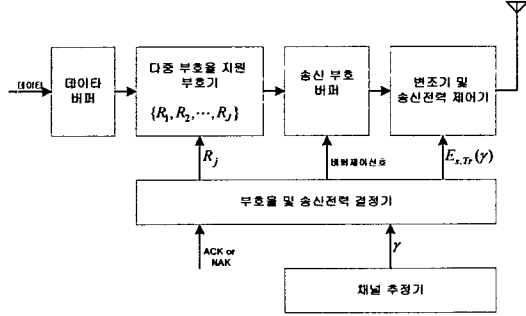 데이타
데이타
버퍼
다중 부호율 지원
부호기
{R₁, R₂, ⋯, R_J}
송신 부호
버퍼
변조기 및
송신전력 제어기
R_j
버퍼제어신호
E_{s,Tr}(γ)
부호율 및 송신전력 결정기
ACK or
NAK
γ
채널 추정기